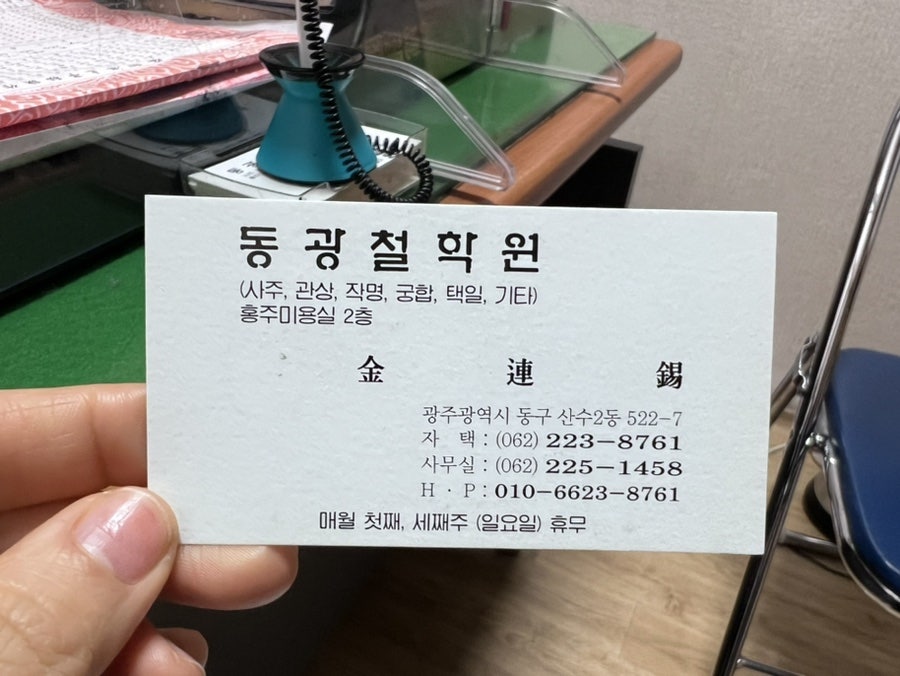 동광철학원
(사주, 관상, 작명, 궁합, 택일, 기타)
홍주미용실 2층
金 連 錫
광주광역시 동구 산수2동 522-7
자 택 : (062) 223-8761
사무실 : (062) 225-1458
H · P : 010-6623-8761
매월 첫째, 세째주 (일요일) 휴무